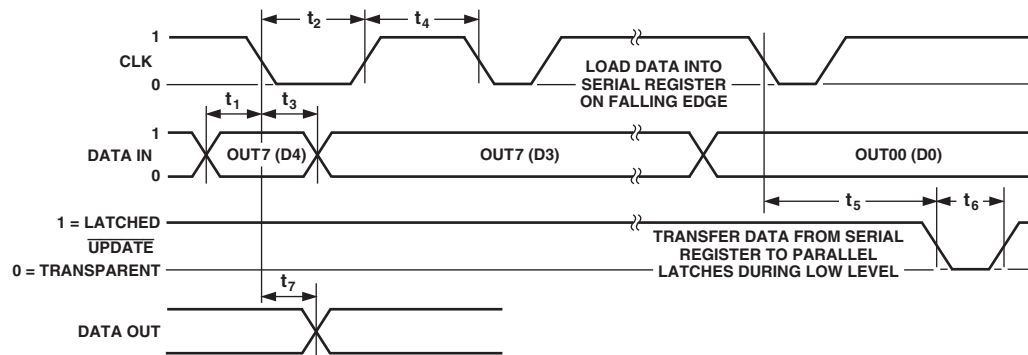 t2
t4
1
CLK
0
LOAD DATA INTO
SERIAL REGISTER
ON FALLING EDGE
t1
t3
1
DATA IN
0
OUT7 (D4)
OUT7 (D3)
OUT00 (D0)
t5
t6
1 = LATCHED
UPDATE
0 = TRANSPARENT
TRANSFER DATA FROM SERIAL
REGISTER TO PARALLEL
LATCHES DURING LOW LEVEL
t7
DATA OUT